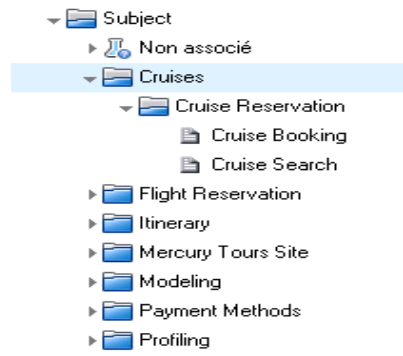 Subject
Non associé
Cruises
Cruise Reservation
Cruise Booking
Cruise Search
Flight Reservation
Itinerary
Mercury Tours Site
Modeling
Payment Methods
Profiling